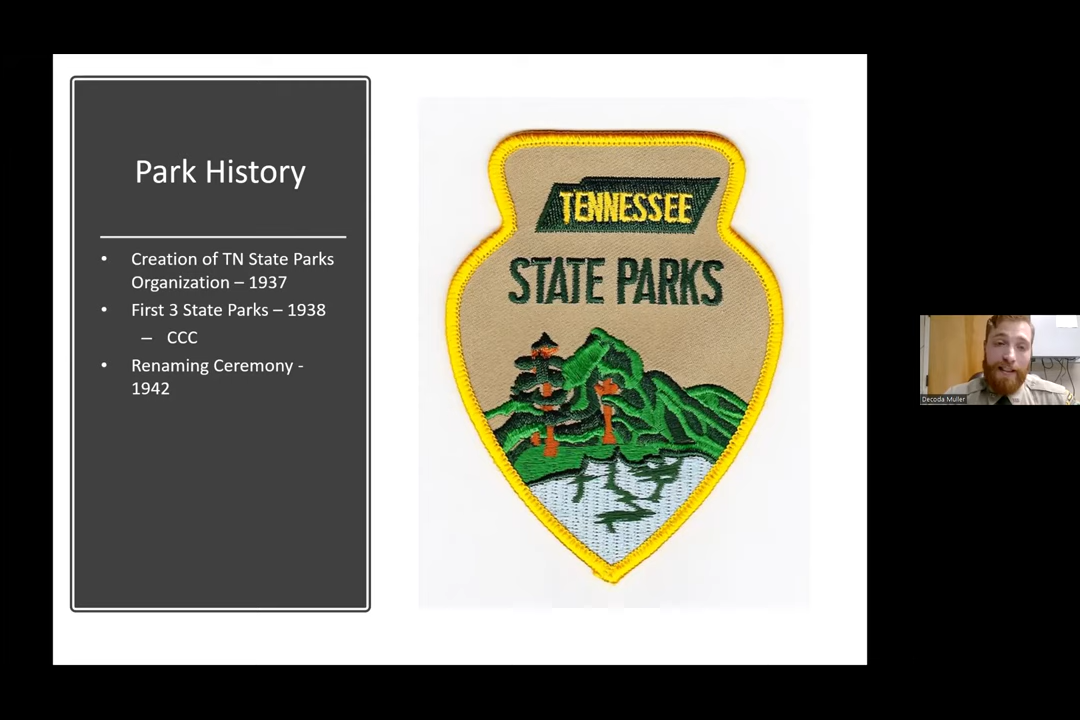 Park History
• Creation of TN State Parks
Organization – 1937
• First 3 State Parks – 1938
– CCC
• Renaming Ceremony -
1942
TENNESSEE
STATE PARKS
Decoda Muller